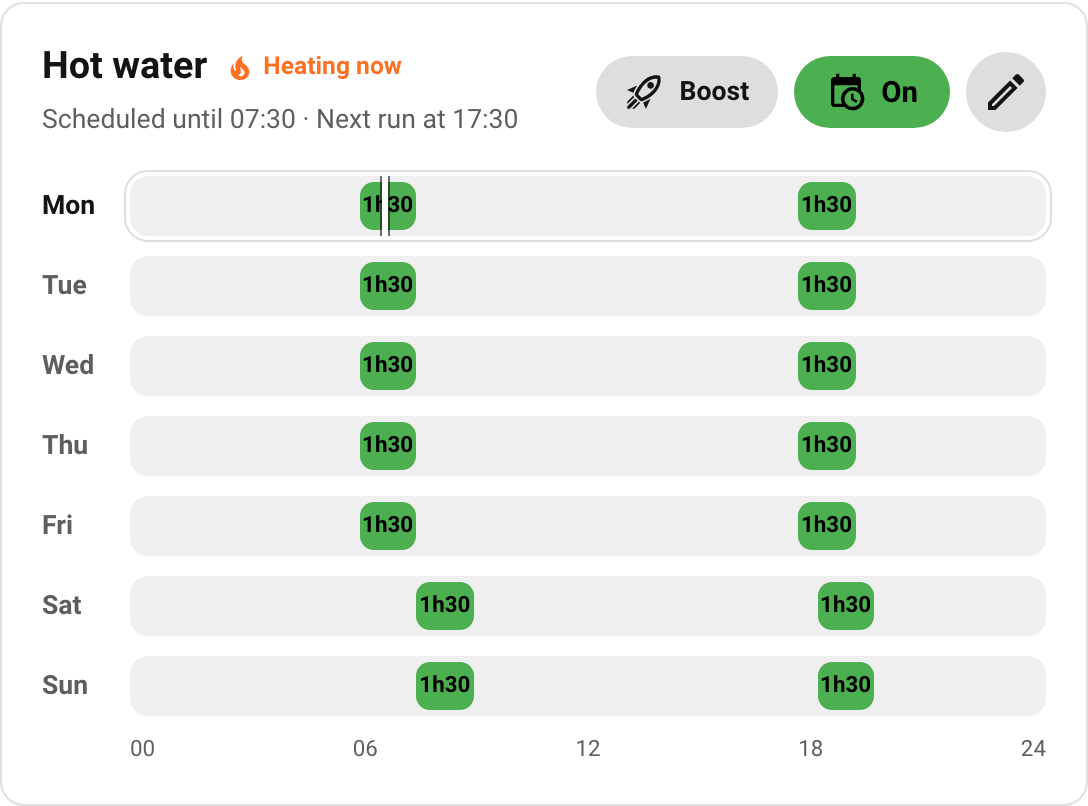 Hot water Heating now
Scheduled until 07:30 · Next run at 17:30
Boost
On
Mon 1h30 1h30
Tue 1h30 1h30
Wed 1h30 1h30
Thu 1h30 1h30
Fri 1h30 1h30
Sat 1h30 1h30
Sun 1h30 1h30
00 06 12 18 24